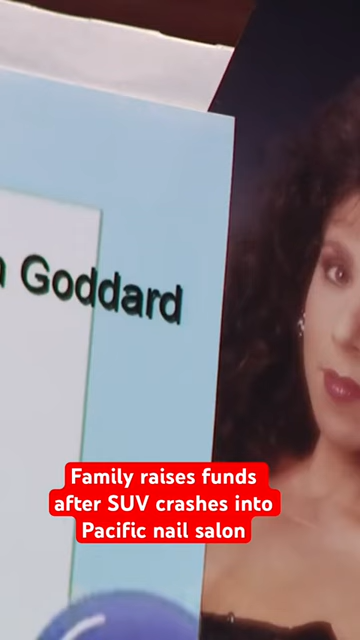 Goddard
Family raises funds
after SUV crashes into
Pacific nail salon